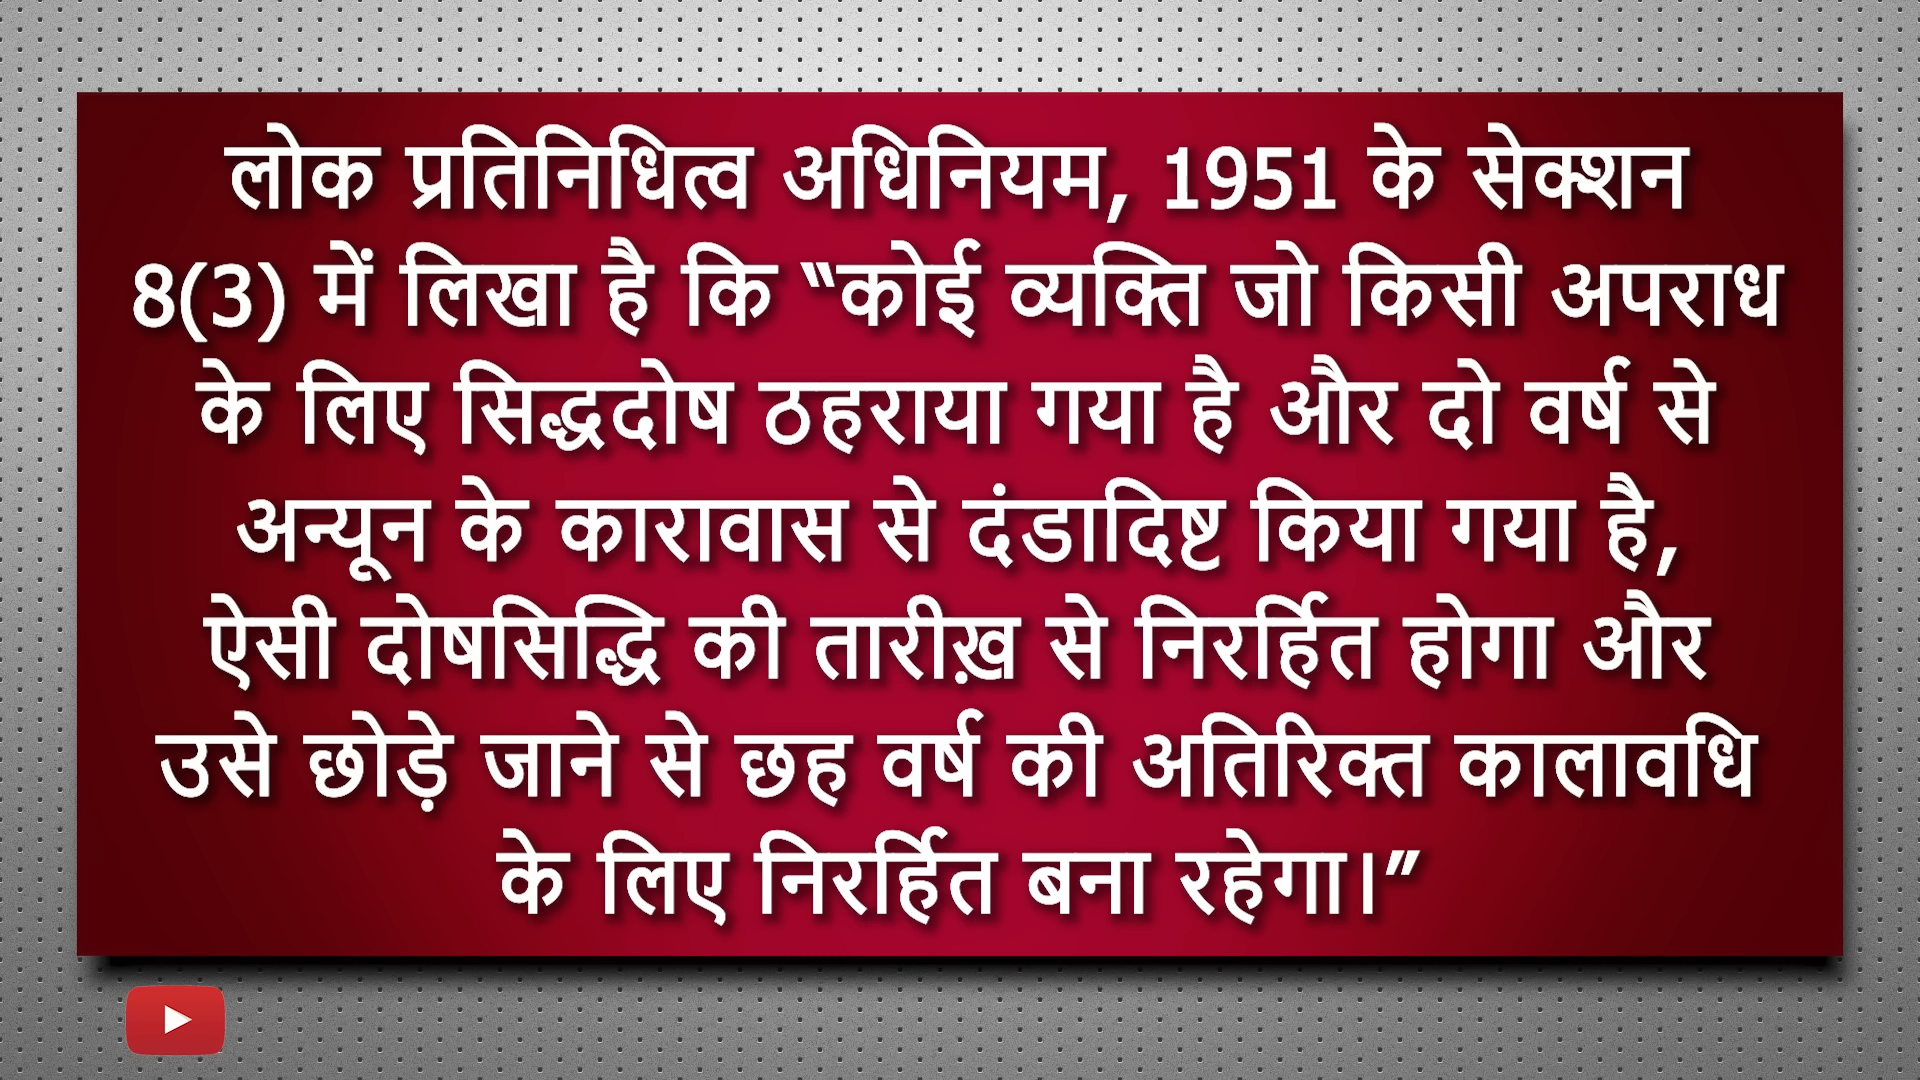 लोक प्रतिनिधित्व अधिनियम, 1951 के सेक्शन
8(3) में लिखा है कि “कोई व्यक्ति जो किसी अपराध
के लिए सिद्धदोष ठहराया गया है और दो वर्ष से
अन्यून के कारावास से दंडादिष्ट किया गया है,
ऐसी दोषसिद्धि की तारीख़ से निरर्हित होगा और
उसे छोड़े जाने से छह वर्ष की अतिरिक्त कालावधि
के लिए निरर्हित बना रहेगा।”